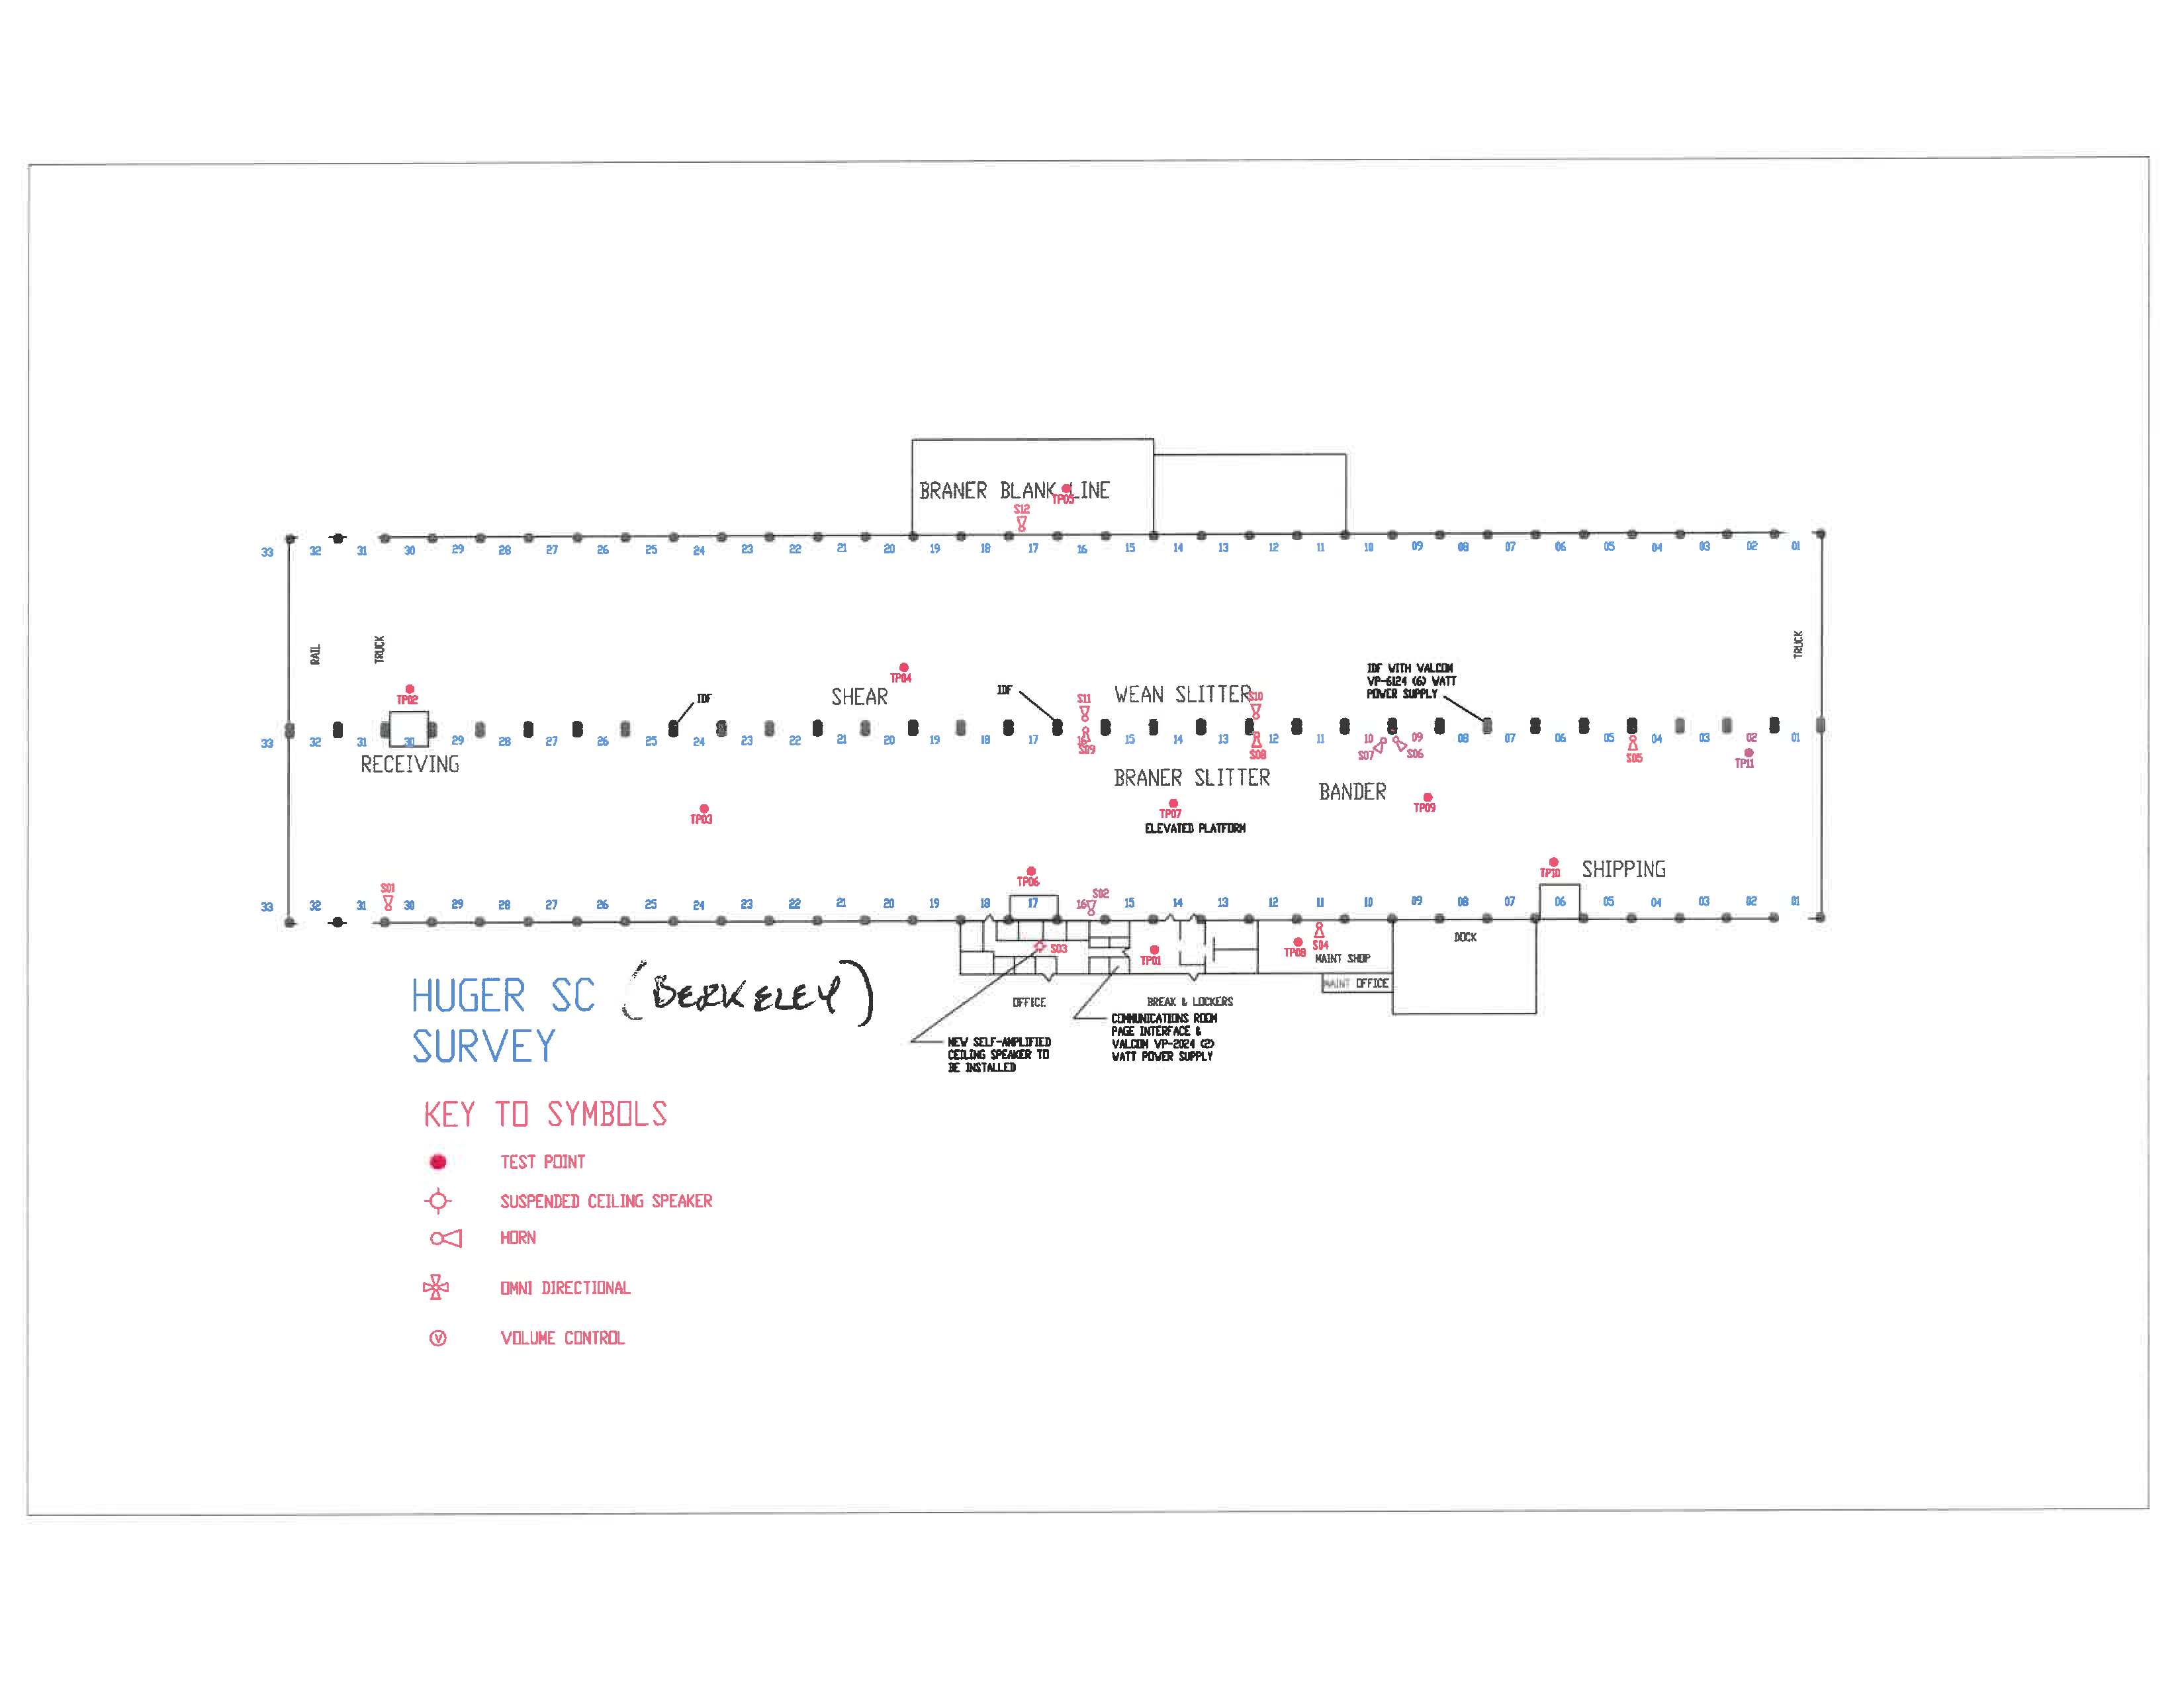 BRANER BLANK LINE
TP05
S12
33 32 31 30 29 28 27 26 25 24 23 22 21 20 19 18 17 16 15 14 13 12 11 10 09 08 07 06 05 04 03 02 01
RAIL
TRUCK
TRUCK
TP02
TP04
SHEAR
IDF
IDF
S11
WEAN SLITTER
S10
IDF WITH VALCOM
VP-6124 (6) WATT
POWER SUPPLY
33 32 31 30 29 28 27 26 25 24 23 22 21 20 19 18 17 16 15 14 13 12 11 10 09 08 07 06 05 04 03 02 01
S09
S08
S07
S06
S05
TP11
RECEIVING
BRANER SLITTER
BANDER
TP03
TP07
ELEVATED PLATFORM
TP09
TP06
TP10
SHIPPING
S01
S02
33 32 31 30 29 28 27 26 25 24 23 22 21 20 19 18 17 16 15 14 13 12 11 10 09 08 07 06 05 04 03 02 01
S03
TP01
TP08
S04
MAINT SHOP
DOCK
MAINT OFFICE
OFFICE
BREAK & LOCKERS
NEW SELF-AMPLIFIED
CEILING SPEAKER TO
BE INSTALLED
COMMUNICATIONS ROOM
PAGE INTERFACE &
VALCOM VP-2024 (2)
WATT POWER SUPPLY
HUGER SC (BERKELEY)
SURVEY
KEY TO SYMBOLS
TEST POINT
SUSPENDED CEILING SPEAKER
HORN
OMNI DIRECTIONAL
V VOLUME CONTROL